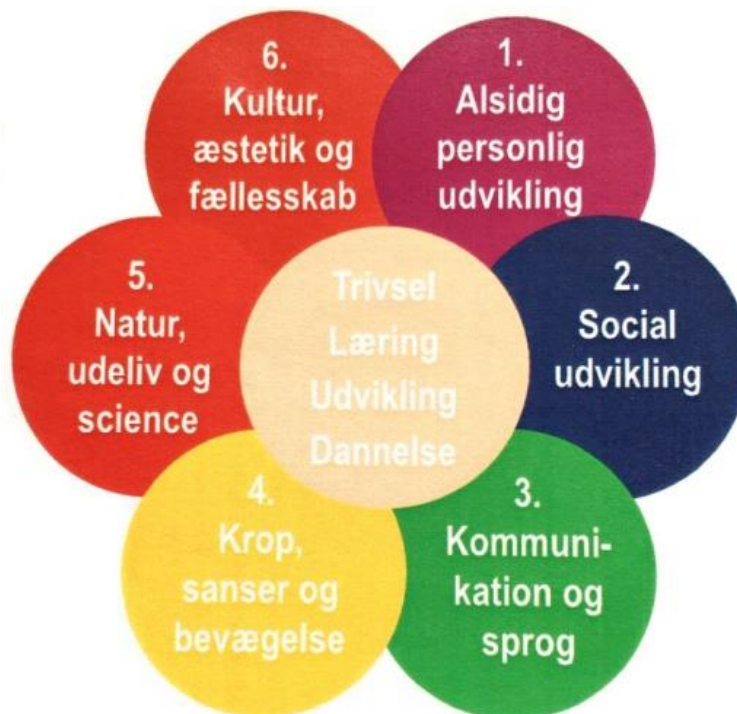 1.
Alsidig
personlig
udvikling
2.
Social
udvikling
3.
Kommuni-
kation og
sprog
4.
Krop,
sanser og
bevægelse
5.
Natur,
udeliv og
science
6.
Kultur,
æstetik og
fællesskab
Trivsel
Læring
Udvikling
Dannelse